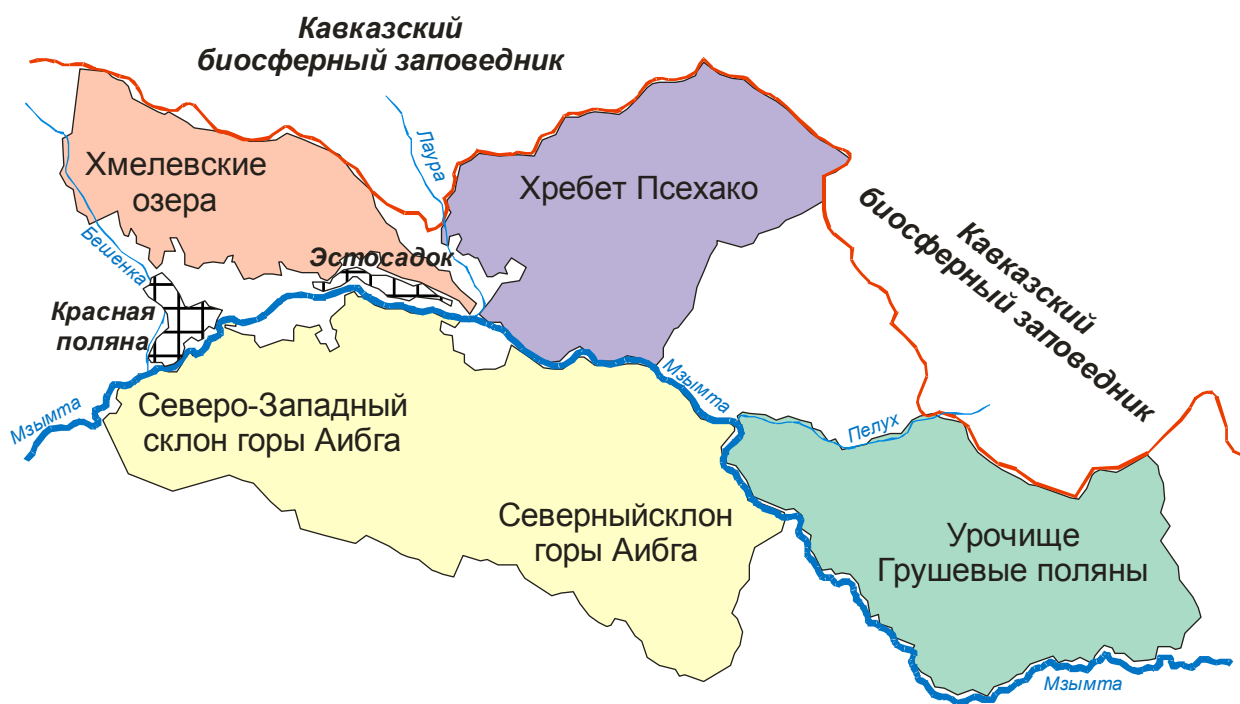 Кавказский
биосферный заповедник
Лаура
Хмелевские
озера
Хребет Псехако
Кавказский
биосферный заповедник
Бешенка
Эстосадок
Красная
поляна
Мзымта
Мзымта
Северо-Западный
склон горы Аибга
Пелух
Северныйсклон
горы Аибга
Урочище
Грушевые поляны
Мзымта